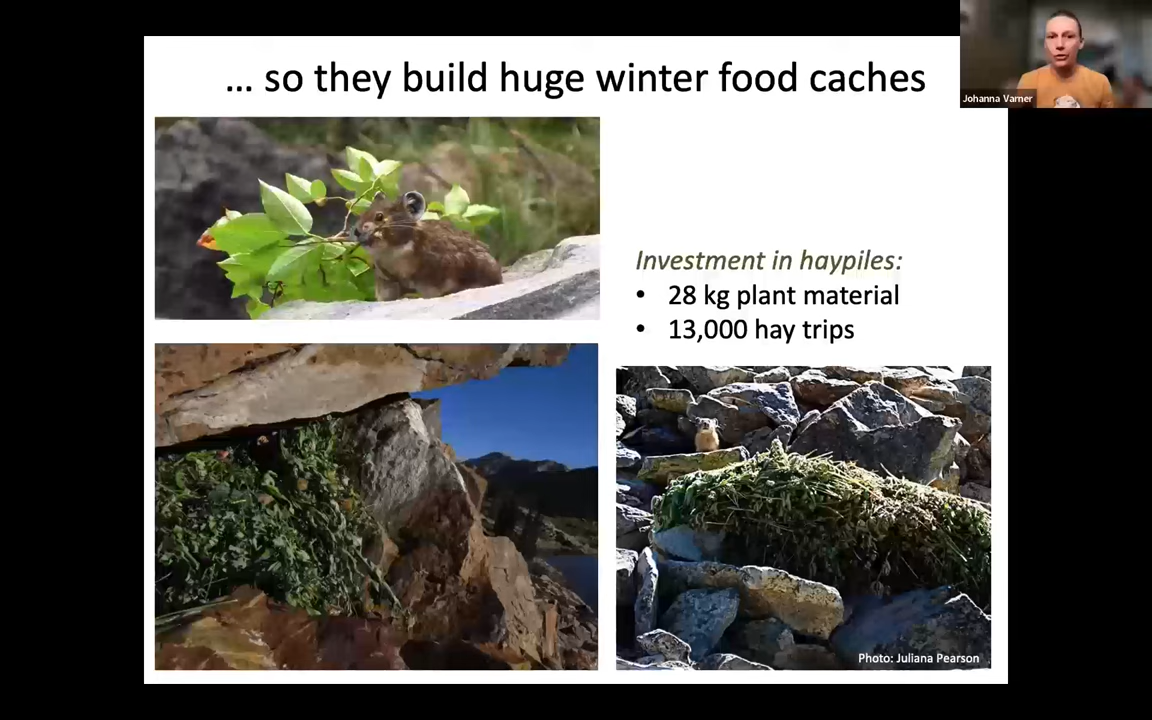 ... so they build huge winter food caches
Johanna Varner
Investment in haypiles:
• 28 kg plant material
• 13,000 hay trips
Photo: Juliana Pearson